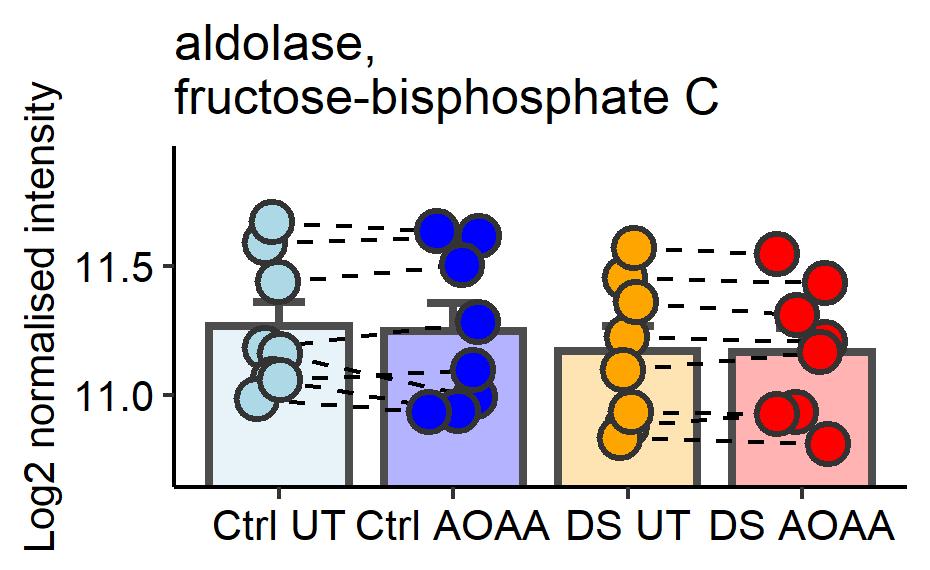 aldolase,
fructose-bisphosphate C
Log2 normalised intensity
11.5
11.0
Ctrl UT Ctrl AOAA DS UT DS AOAA